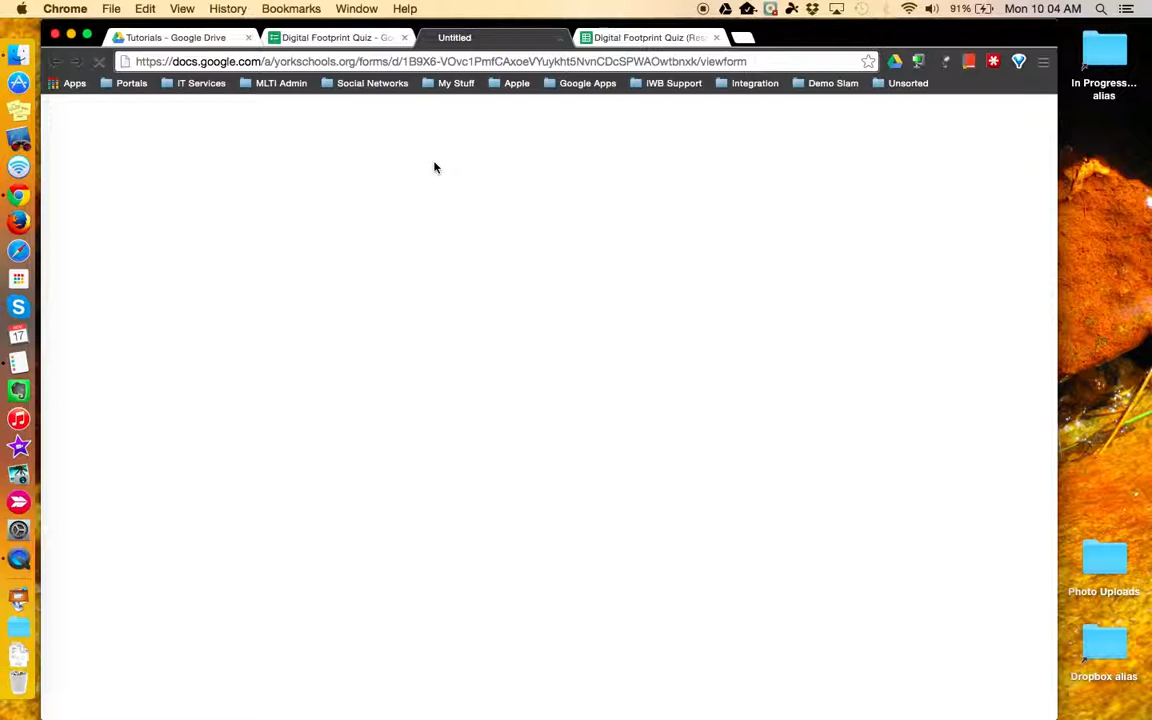 Chrome File Edit View History Bookmarks Window Help 91% Mon 10 04 AM
Tutorials - Google Drive Digital Footprint Quiz - Go Untitled Digital Footprint Quiz (Res
https://docs.google.com/a/yorkschools.org/forms/d/1B9X6-VOvc1PmfCAxoeVYuykht5NvnCDcSPWAOwtbnxk/viewform
Apps Portals IT Services MLTI Admin Social Networks My Stuff Apple Google Apps IWB Support Integration Demo Slam Unsorted
In Progress...
alias
17
Photo Uploads
Dropbox alias